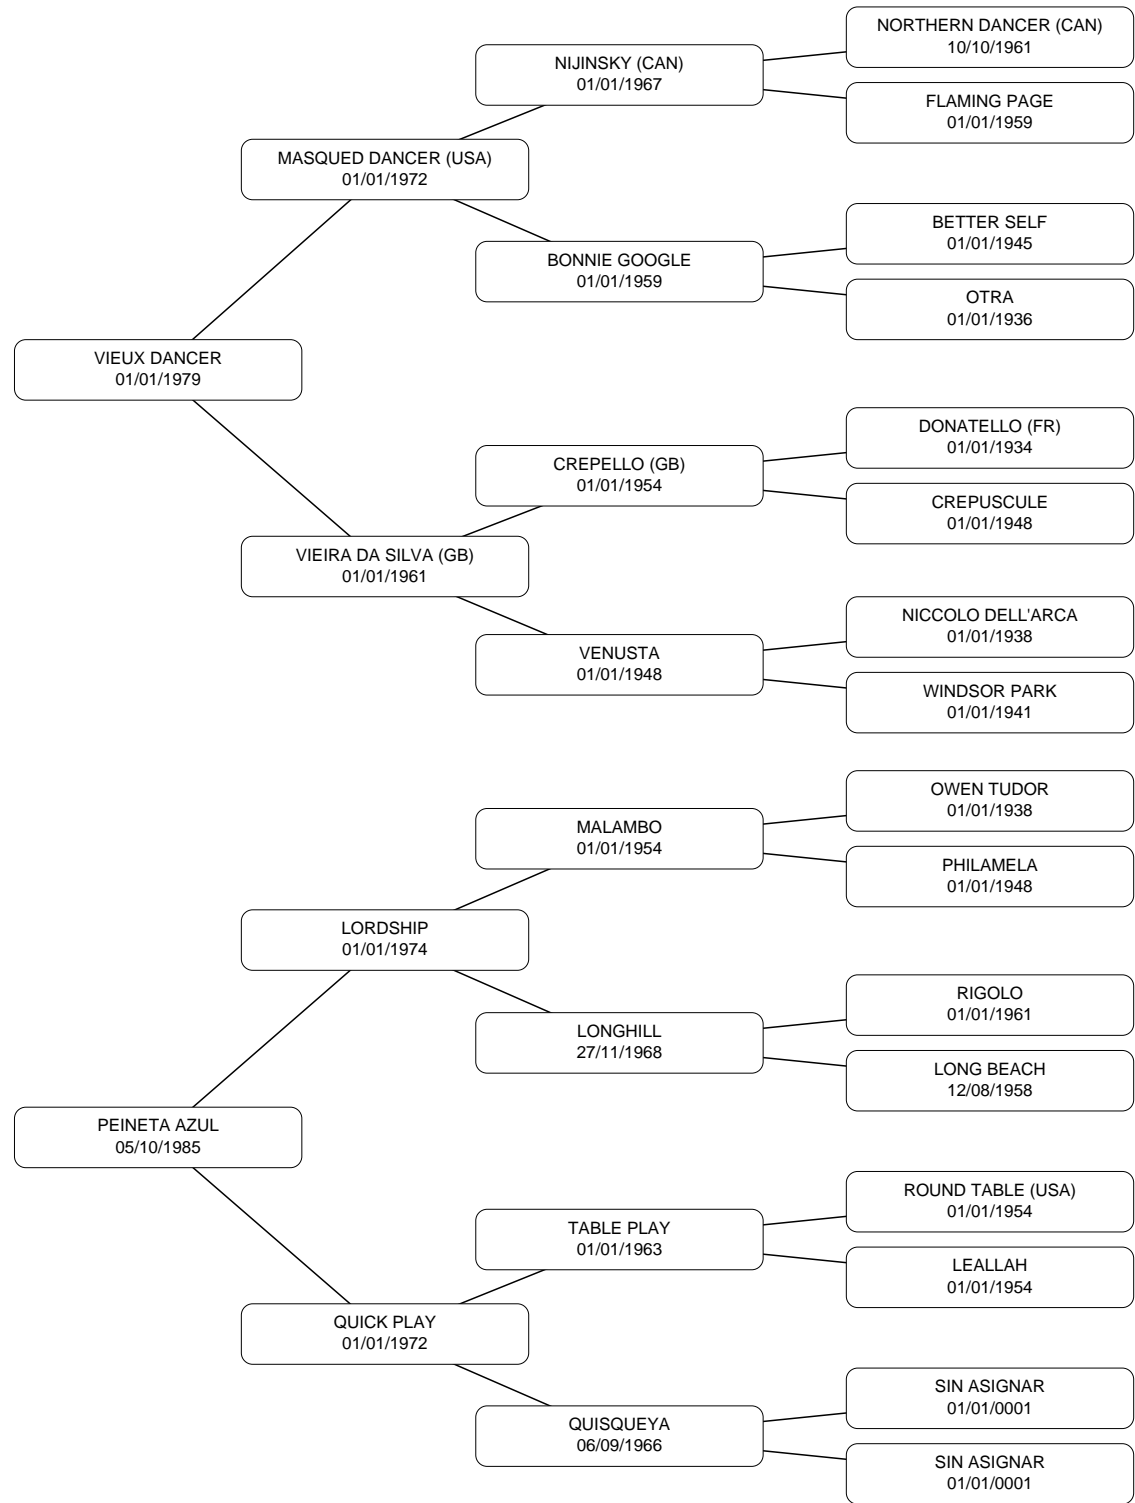 NORTHERN DANCER (CAN)
10/10/1961
NIJINSKY (CAN)
01/01/1967
FLAMING PAGE
01/01/1959
MASQUED DANCER (USA)
01/01/1972
BETTER SELF
01/01/1945
BONNIE GOOGLE
01/01/1959
OTRA
01/01/1936
VIEUX DANCER
01/01/1979
DONATELLO (FR)
01/01/1934
CREPELLO (GB)
01/01/1954
CREPUSCULE
01/01/1948
VIEIRA DA SILVA (GB)
01/01/1961
NICCOLO DELL'ARCA
01/01/1938
VENUSTA
01/01/1948
WINDSOR PARK
01/01/1941
OWEN TUDOR
01/01/1938
MALAMBO
01/01/1954
PHILAMELA
01/01/1948
LORDSHIP
01/01/1974
RIGOLO
01/01/1961
LONGHILL
27/11/1968
LONG BEACH
12/08/1958
PEINETA AZUL
05/10/1985
ROUND TABLE (USA)
01/01/1954
TABLE PLAY
01/01/1963
LEALLAH
01/01/1954
QUICK PLAY
01/01/1972
SIN ASIGNAR
01/01/0001
QUISQUEYA
06/09/1966
SIN ASIGNAR
01/01/0001